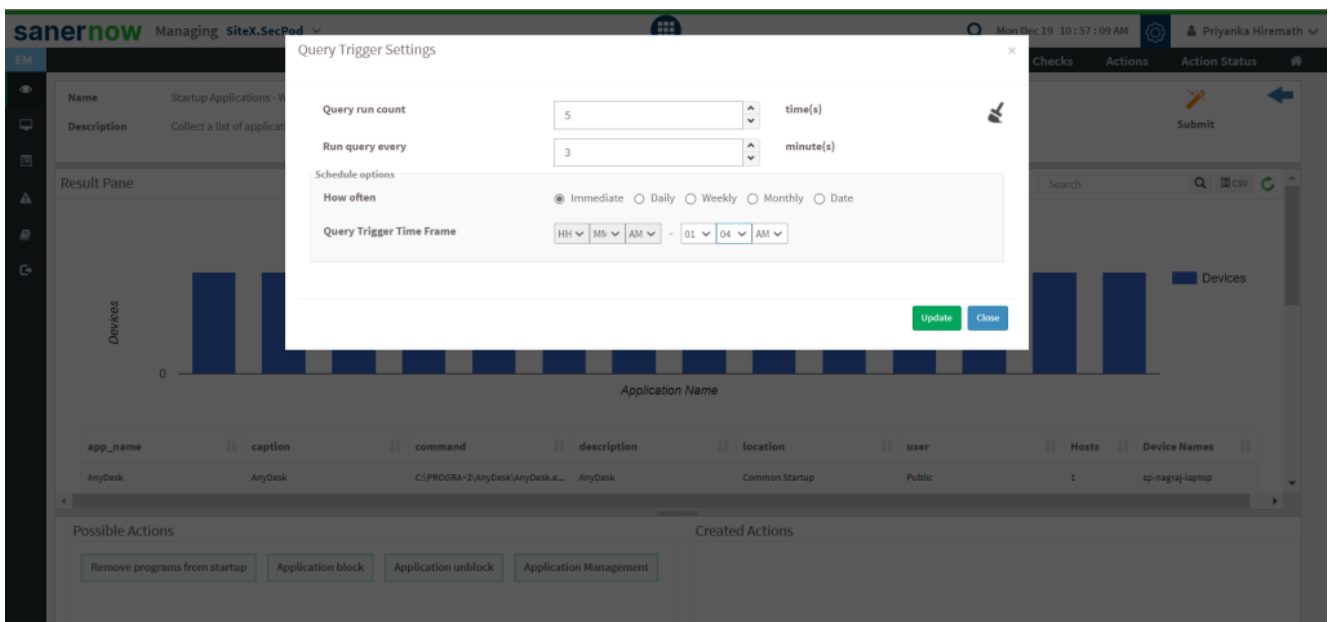 sanernow Managing SiteX.SecPod Mon Dec 19 10:57:09 AM Priyanka Hiremath
EM Checks Actions Action Status
Query Trigger Settings ×
Name Startup Applications - W
Description Collect a list of applicat
Submit
Query run count 5 time(s)
Run query every 3 minute(s)
Schedule options
How often Immediate Daily Weekly Monthly Date
Query Trigger Time Frame HH AM - 01 04 AM
Update Close
Result Pane Search CSV
Devices
Devices
0
Application Name
app_name caption command description location user Hosts Device Names
AnyDesk AnyDesk C:\PROGRA~2\AnyDesk\AnyDesk.e... AnyDesk Common Startup Public 1 sp-nagraj-laptop
Possible Actions Created Actions
Remove programs from startup Application block Application unblock Application Management